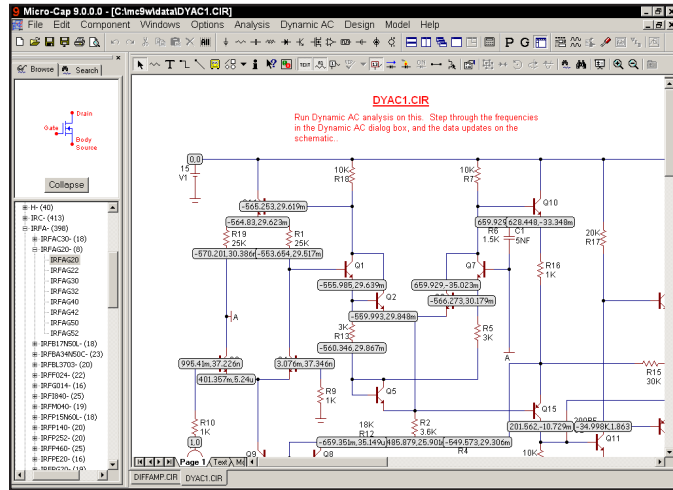 Micro-Cap 9.0.0.0 - [C:\mc9w\data\DYAC1.CIR]
File Edit Component Windows Options Analysis Dynamic AC Design Model Help
P G
Browse Search
TEXT
Drain
Gate
Body
Source
Collapse
H- (40)
IRC- (413)
IRFA- (398)
IRFAC30- (18)
IRFAG20- (8)
IRFAG20
IRFAG22
IRFAG30
IRFAG32
IRFAG40
IRFAG42
IRFAG50
IRFAG52
IRFB17N50L- (18)
IRFBA34N50C- (23)
IRFBL3703- (20)
IRFF024- (22)
IRFG014- (16)
IRFI840- (25)
IRFM040- (19)
IRFP15N60L- (18)
IRFP140- (20)
IRFP252- (20)
IRFP460- (25)
IRFPE20- (16)
DYAC1.CIR
Run Dynamic AC analysis on this. Step through the frequencies
in the Dynamic AC dialog box, and the data updates on the
schematic..
0,0
15
V1
10K
R18
10K
R7
Q10
-565.253,29.619m
-564.83,29.623m
R19
25K
R1
25K
-570.201,30.386m
-553.654,29.517m
628.448,-33.348m
R6
1.5K
C1
5NF
20K
R17
R16
1K
Q1
-555.985,29.639m
Q2
-559.993,29.848m
Q7
659.929,-35.023m
-566.273,30.179m
A
3K
R13
-560.346,29.867m
R5
3K
A
995.41m,37.226n
3.076m,37.346n
401.357m,5.24u
R9
1K
Q5
R15
30K
R10
1K
1,0
18K
R12
R2
3.6K
Q15
201.562,-10.729m
-34.998K,1.863
-659.351m,35.149u
485.879,25.901m
-549.573,29.306m
R4
Q9
Q8
10K
Q11
Page 1 Text
DIFFAMP.CIR DYAC1.CIR